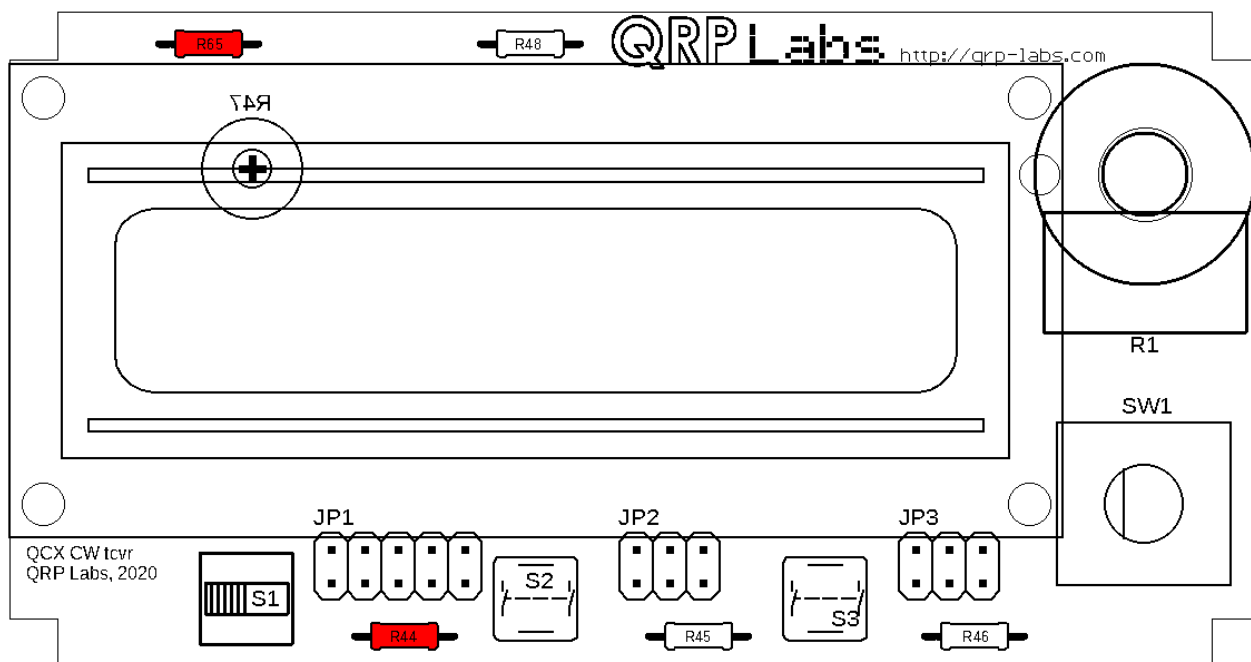 R65
R48
QRP Labs http://qrp-labs.com
R47
R1
SW1
JP1
JP2
JP3
QCX CW tcvr
QRP Labs, 2020
S1
S2
S3
R44
R45
R46